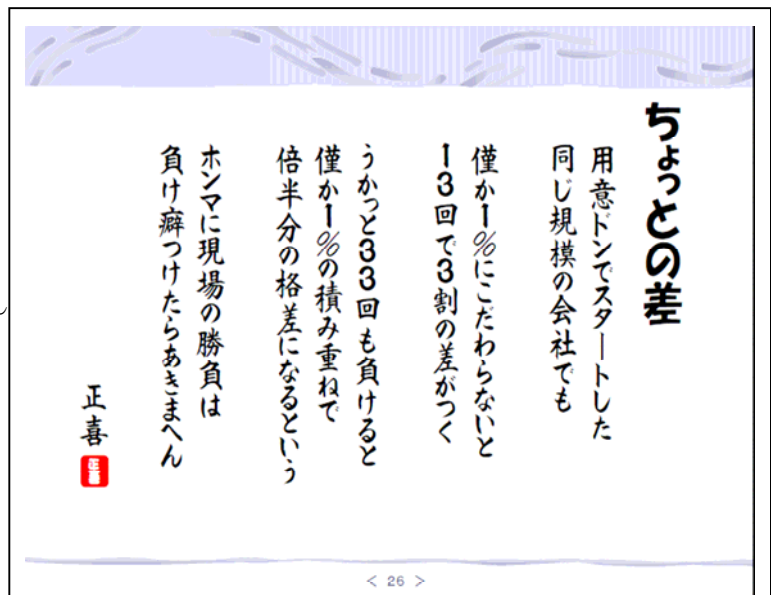 ちょっとの差
用意ドンでスタートした
同じ規模の会社でも
僅か1%にこだわらないと
13回で3割の差がつく
うかっと33回も負けると
僅か1%の積み重ねで
倍半分の格差になるという
ホンマに現場の勝負は
負け癖つけたらあきまへん
正喜
正喜
< 26 >